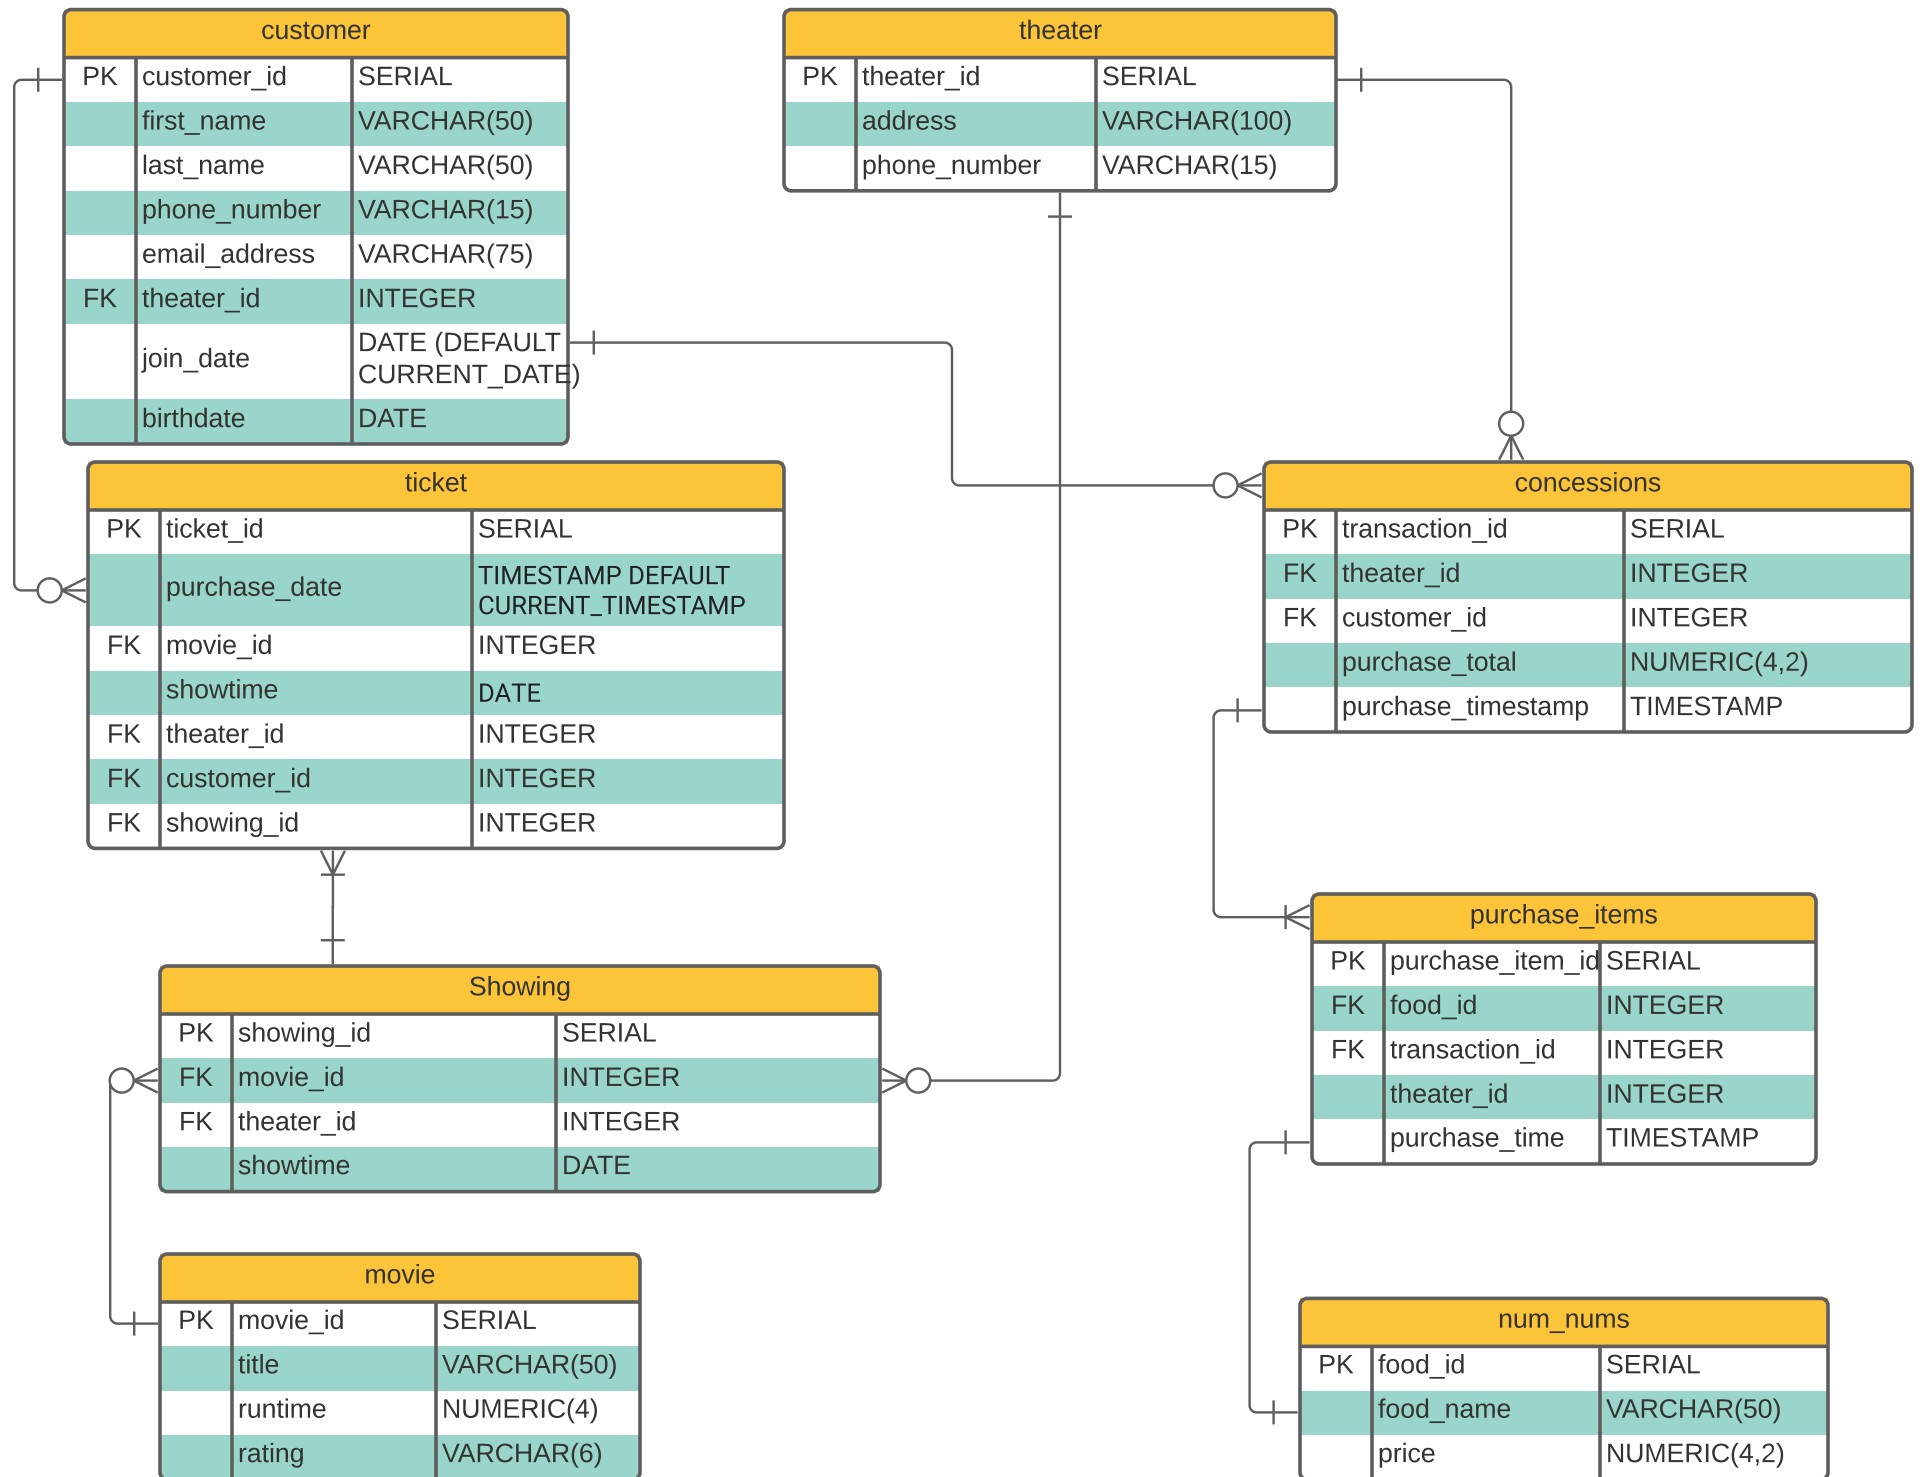 customer
PK customer_id SERIAL
first_name VARCHAR(50)
last_name VARCHAR(50)
phone_number VARCHAR(15)
email_address VARCHAR(75)
FK theater_id INTEGER
join_date DATE (DEFAULT
CURRENT_DATE)
birthdate DATE
theater
PK theater_id SERIAL
address VARCHAR(100)
phone_number VARCHAR(15)
ticket
PK ticket_id SERIAL
purchase_date TIMESTAMP DEFAULT
CURRENT_TIMESTAMP
FK movie_id INTEGER
showtime DATE
FK theater_id INTEGER
FK customer_id INTEGER
FK showing_id INTEGER
concessions
PK transaction_id SERIAL
FK theater_id INTEGER
FK customer_id INTEGER
purchase_total NUMERIC(4,2)
purchase_timestamp TIMESTAMP
Showing
PK showing_id SERIAL
FK movie_id INTEGER
FK theater_id INTEGER
showtime DATE
purchase_items
PK purchase_item_id SERIAL
FK food_id INTEGER
FK transaction_id INTEGER
theater_id INTEGER
purchase_time TIMESTAMP
movie
PK movie_id SERIAL
title VARCHAR(50)
runtime NUMERIC(4)
rating VARCHAR(6)
num_nums
PK food_id SERIAL
food_name VARCHAR(50)
price NUMERIC(4,2)